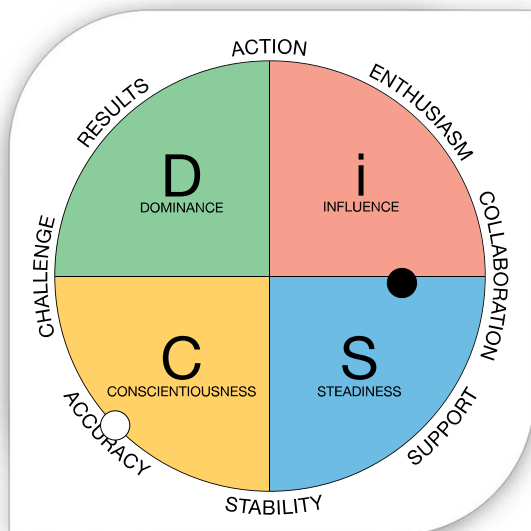 ACTION
RESULTS
ENTHUSIASM
D
DOMINANCE
i
INFLUENCE
CHALLENGE
COLLABORATION
C
CONSCIENTIOUSNESS
S
STEADINESS
ACCURACY
SUPPORT
STABILITY